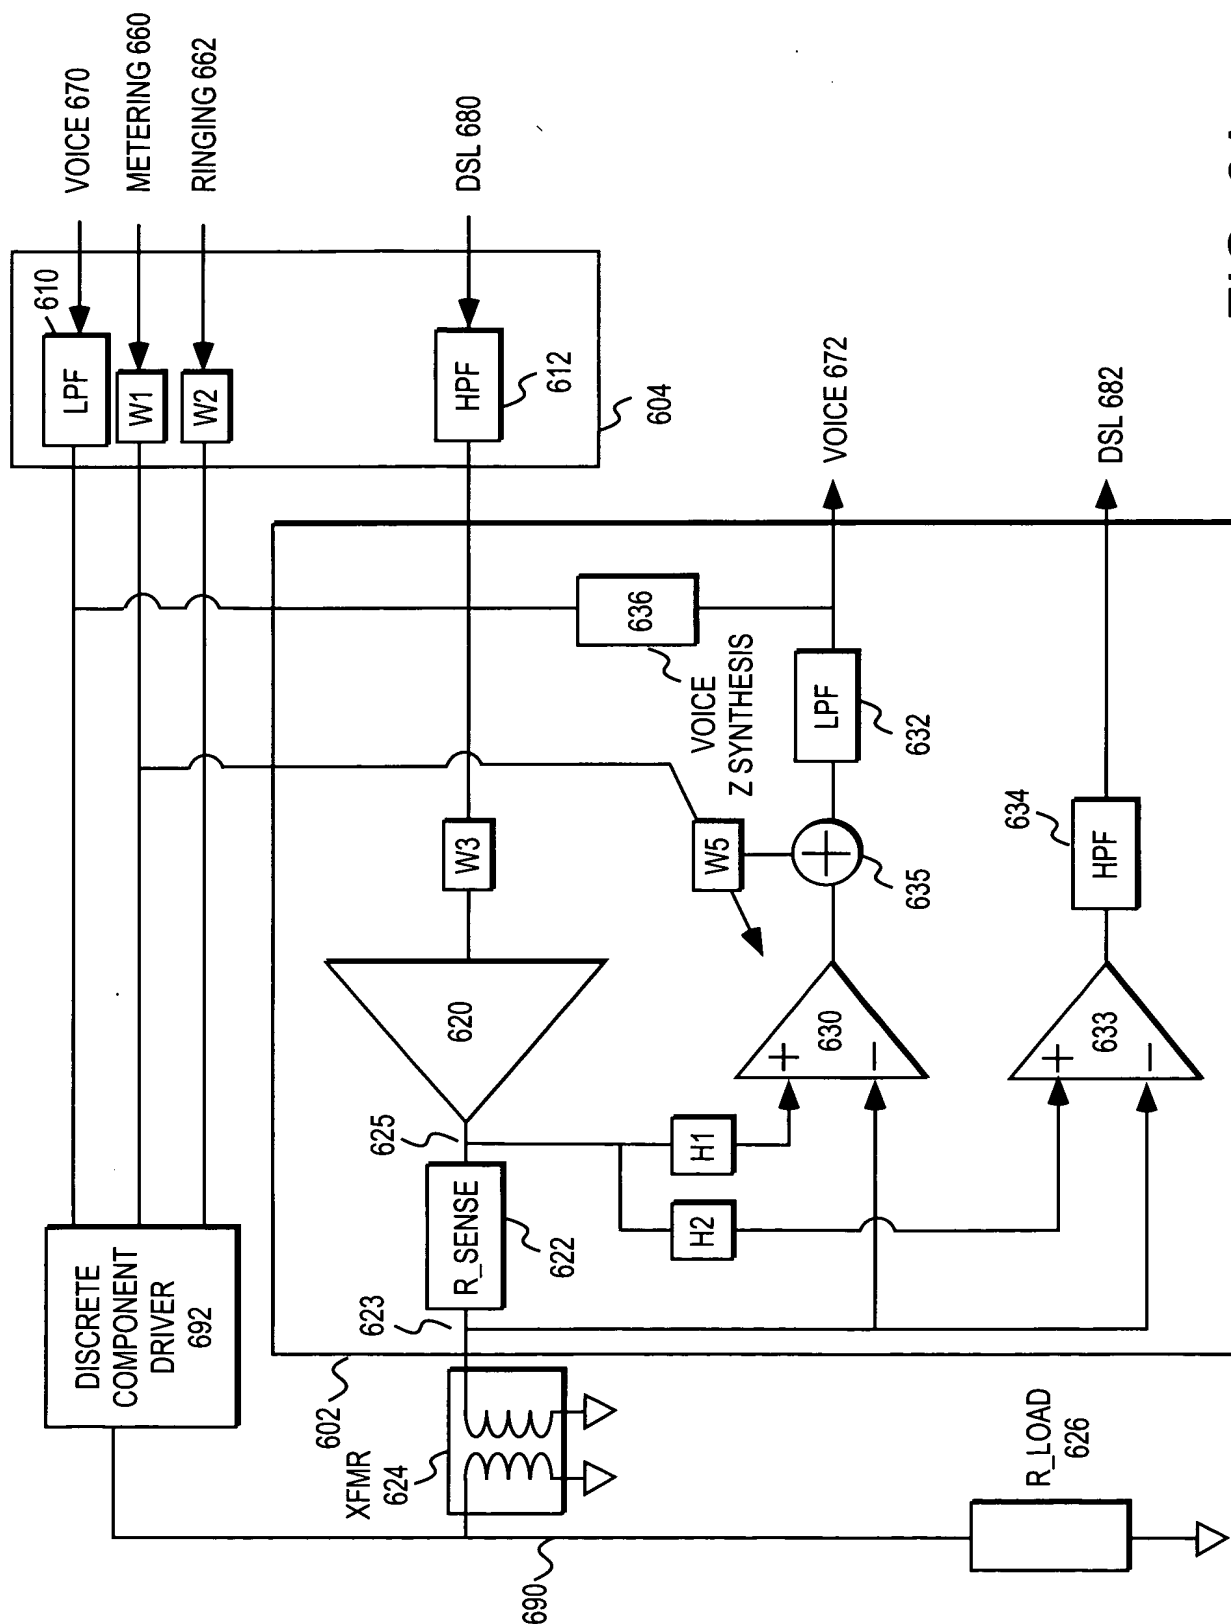 VOICE 670
METERING 660
RINGING 662
DSL 680
610
LPF
W1
W2
HPF
612
604
DISCRETE
COMPONENT
DRIVER
692
602
XFMR
624
623
R_SENSE
622
625
620
W3
636
VOICE
Z SYNTHESIS
W5
H1
H2
+
−
630
635
LPF
632
VOICE 672
+
−
633
634
HPF
DSL 682
690
R_LOAD
626